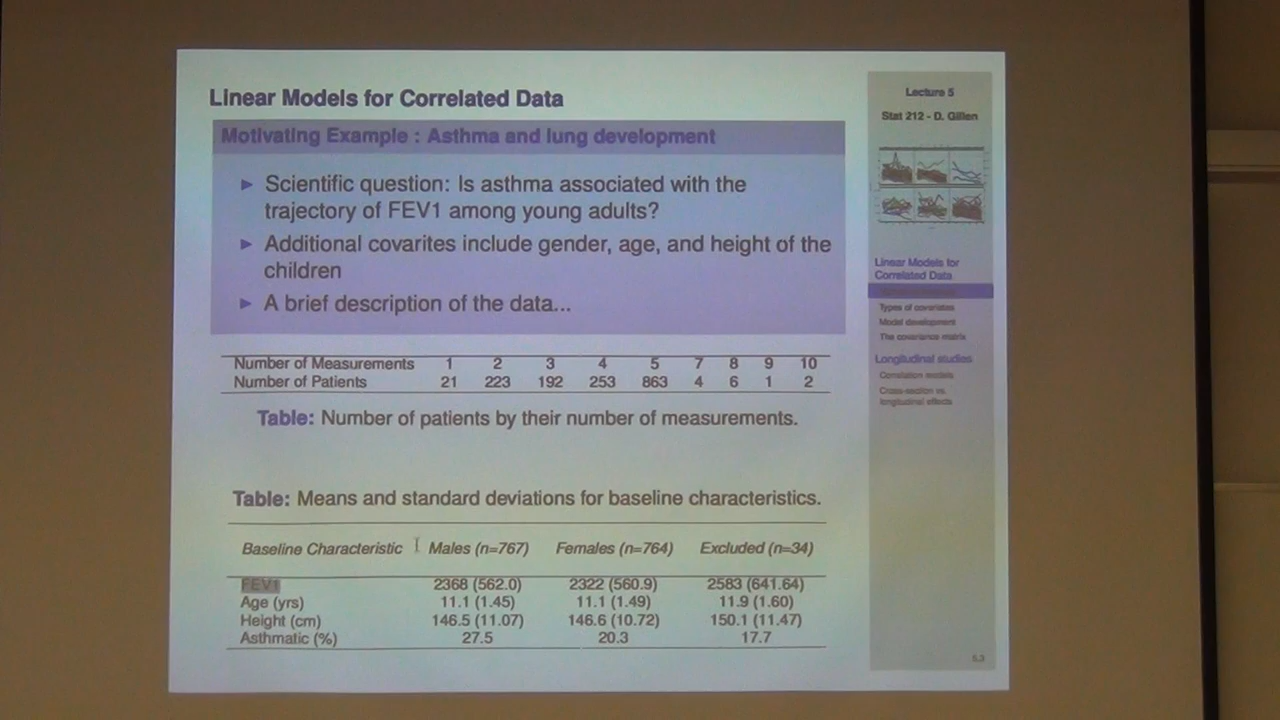 Linear Models for Correlated Data
Motivating Example : Asthma and lung development
► Scientific question: Is asthma associated with the
trajectory of FEV1 among young adults?
► Additional covarites include gender, age, and height of the
children
► A brief description of the data...
Number of Measurements 1 2 3 4 5 7 8 9 10
Number of Patients 21 223 192 253 863 4 6 1 2
Table: Number of patients by their number of measurements.
Table: Means and standard deviations for baseline characteristics.
Baseline Characteristic Males (n=767) Females (n=764) Excluded (n=34)
FEV1 2368 (562.0) 2322 (560.9) 2583 (641.64)
Age (yrs) 11.1 (1.45) 11.1 (1.49) 11.9 (1.60)
Height (cm) 146.5 (11.07) 146.6 (10.72) 150.1 (11.47)
Asthmatic (%) 27.5 20.3 17.7
Lecture 5
Stat 212 - D. Gillen
Linear Models for
Correlated Data
Types of covariates
Model development
The covariance matrix
Longitudinal studies
Correlation models
Cross-section vs.
longitudinal effects
5.3